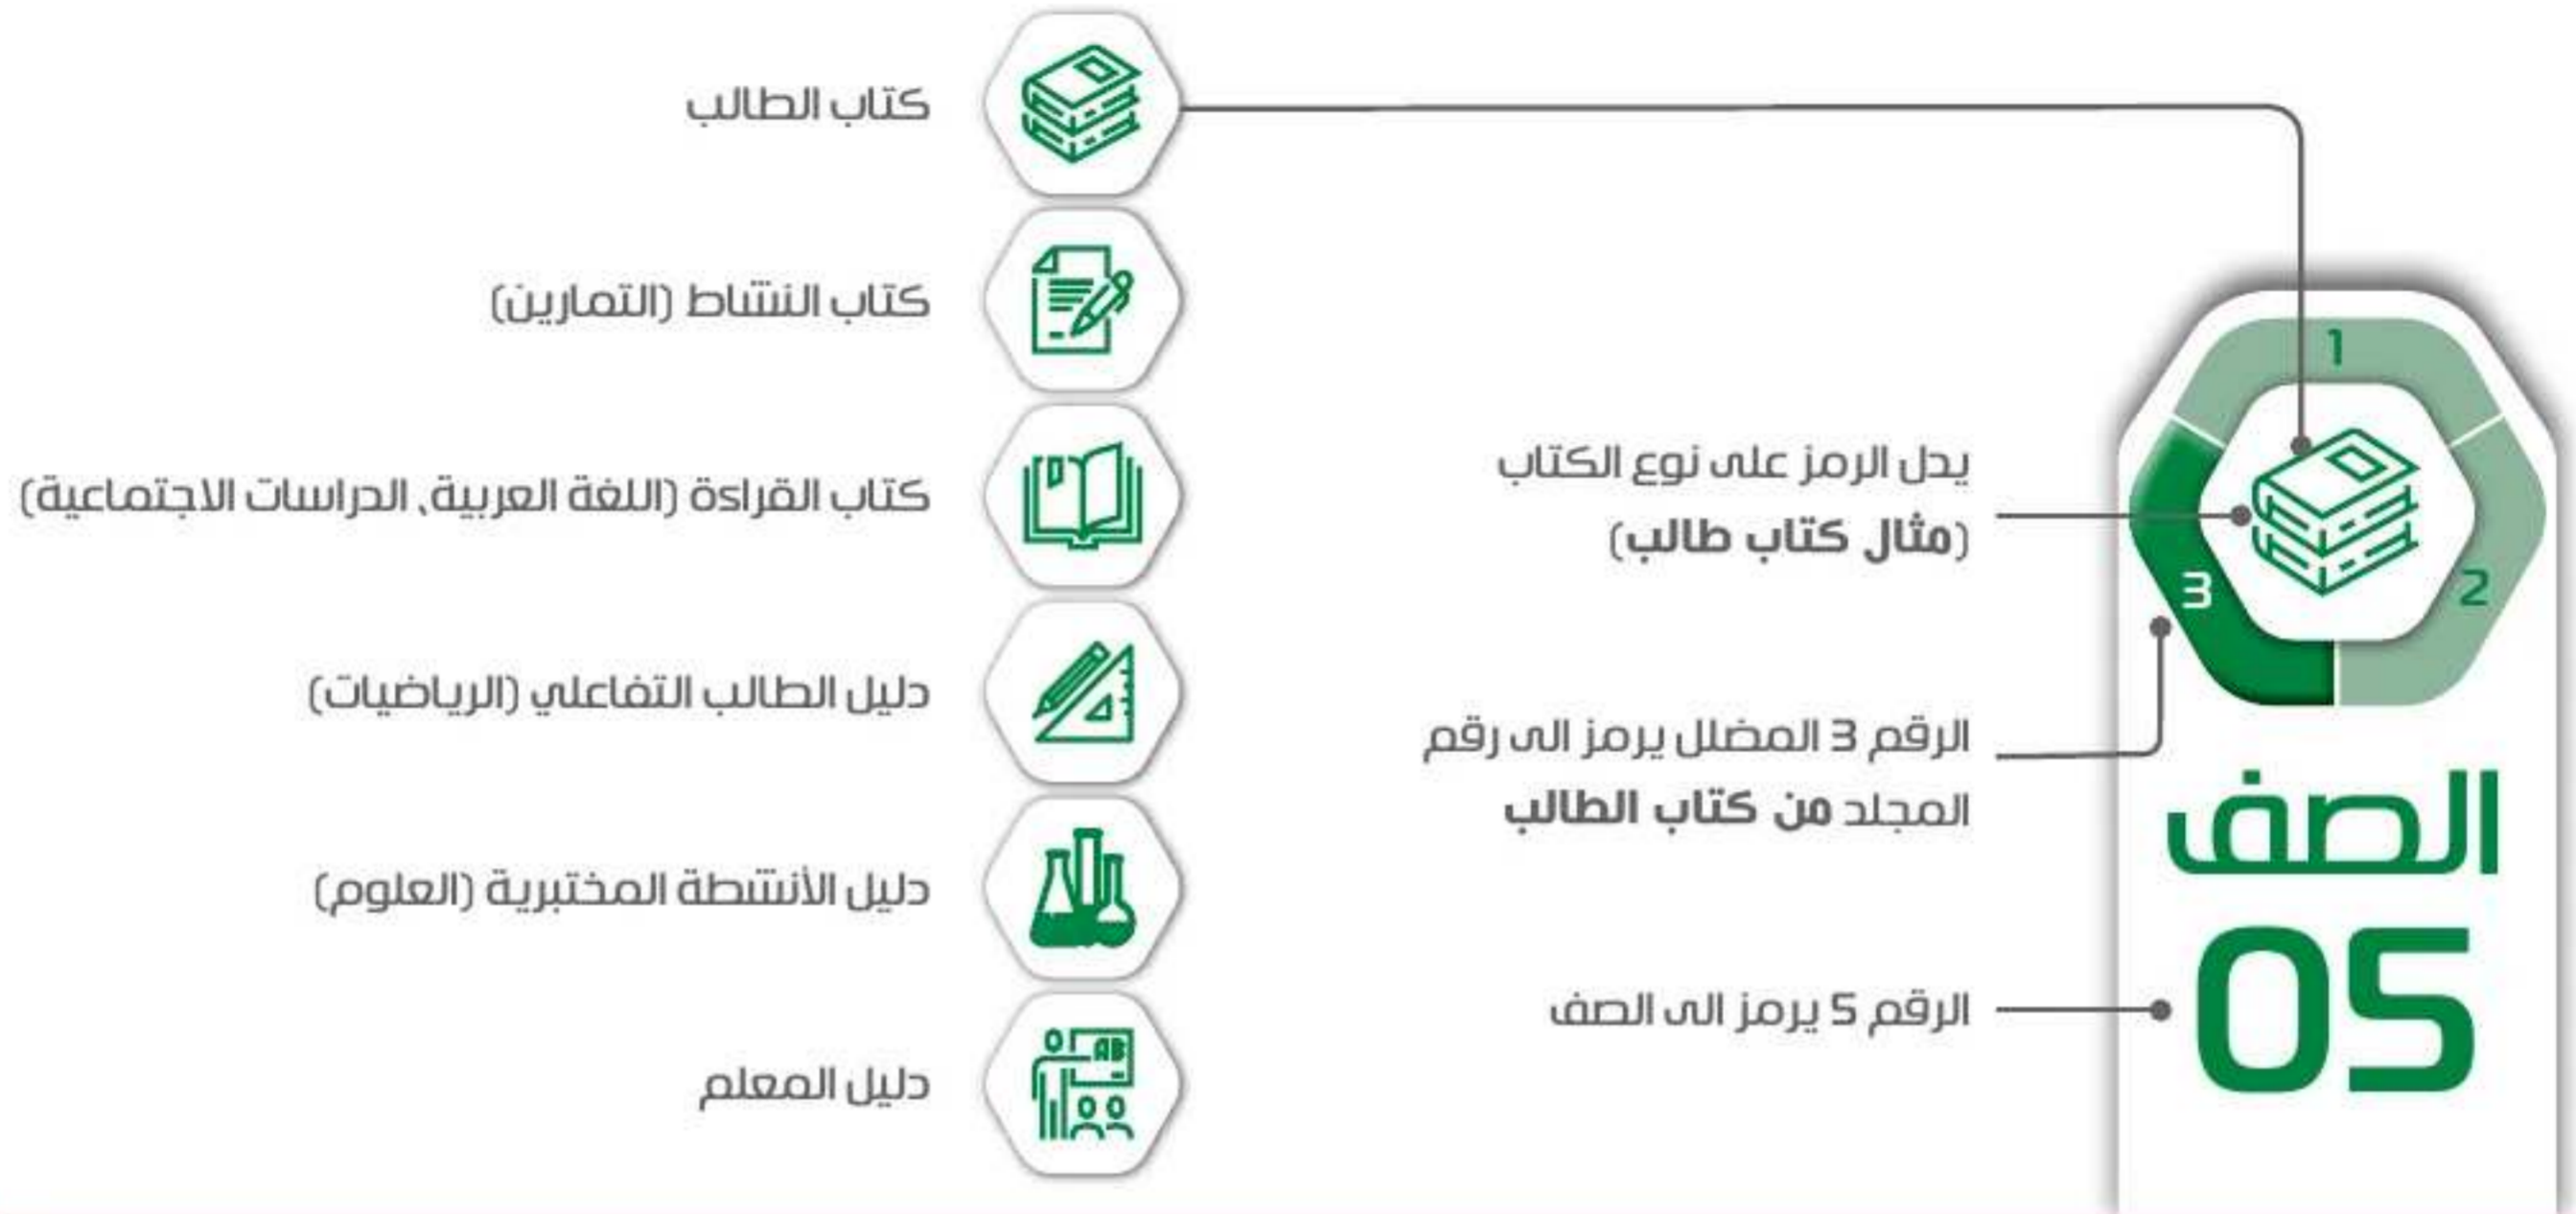 1
2
3
الصف
05
يدل الرمز على نوع الكتاب
(مثال كتاب طالب)
الرقم 3 المضلل يرمز الى رقم
المجلد من كتاب الطالب
الرقم 5 يرمز الى الصف
كتاب الطالب
كتاب النشاط (التمارين)
كتاب القراءة (اللغة العربية، الدراسات الاجتماعية)
دليل الطالب التفاعلي (الرياضيات)
دليل الأنشطة المختبرية (العلوم)
AB
دليل المعلم